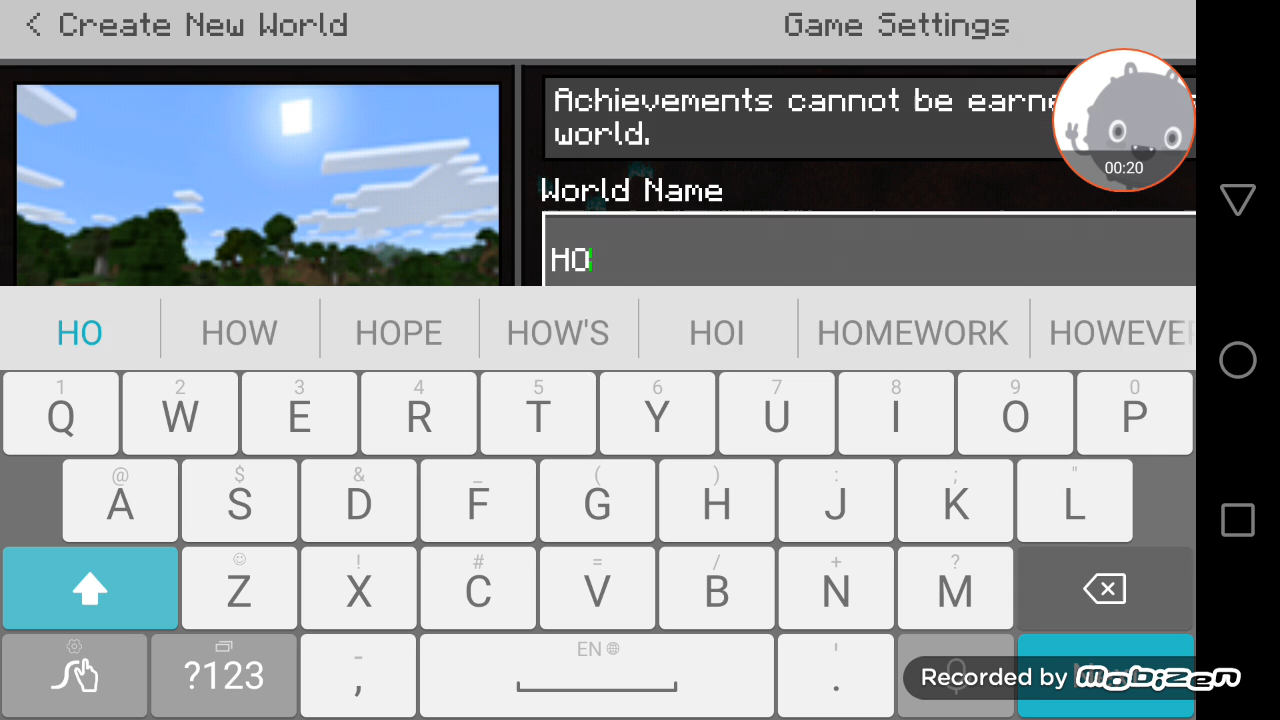 Create New World
Game Settings
Achievements cannot be
world.
00:20
World Name
HO
HO HOW HOPE HOW'S HOI HOMEWORK
1 2 3 4 5 6 7 8 9 0
Q W E R T Y U I O P
@ $ & _ ( ) : ; "
A S D F G H J K L
! # = / + ?
Z X C V B N M
- EN '
?123 , .
Recorded by mobizen